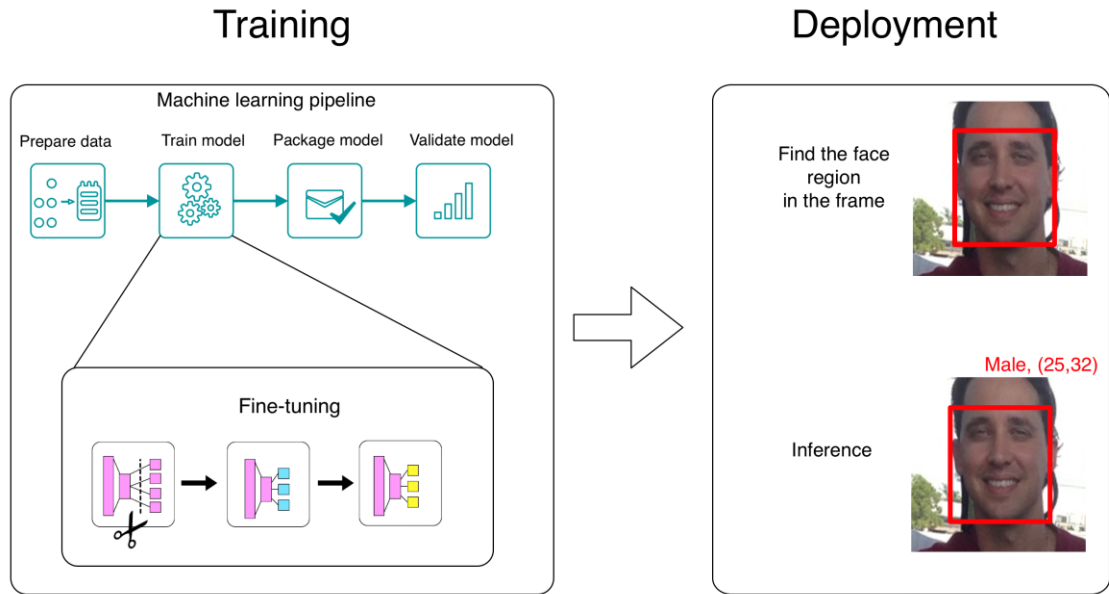 Training
Deployment
Machine learning pipeline
Prepare data
Train model
Package model
Validate model
Fine-tuning
Find the face
region
in the frame
Male, (25,32)
Inference